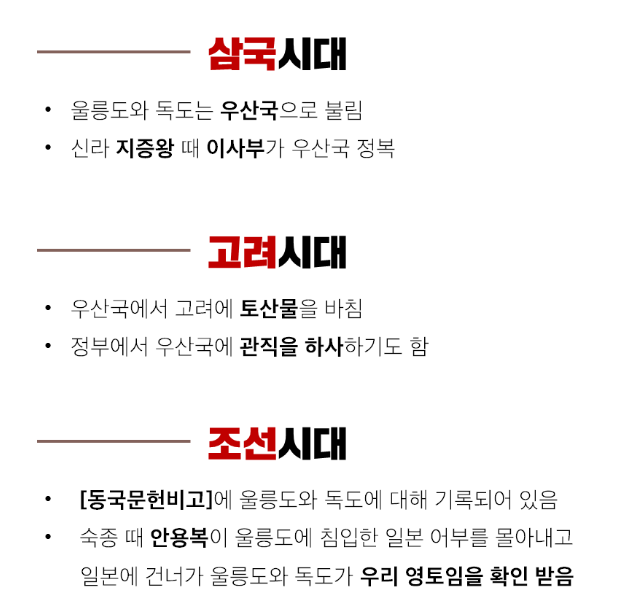 삼국시대
• 울릉도와 독도는 우산국으로 불림
• 신라 지증왕 때 이사부가 우산국 정복
고려시대
• 우산국에서 고려에 토산물을 바침
• 정부에서 우산국에 관직을 하사하기도 함
조선시대
• [동국문헌비고]에 울릉도와 독도에 대해 기록되어 있음
• 숙종 때 안용복이 울릉도에 침입한 일본 어부를 몰아내고
일본에 건너가 울릉도와 독도가 우리 영토임을 확인 받음